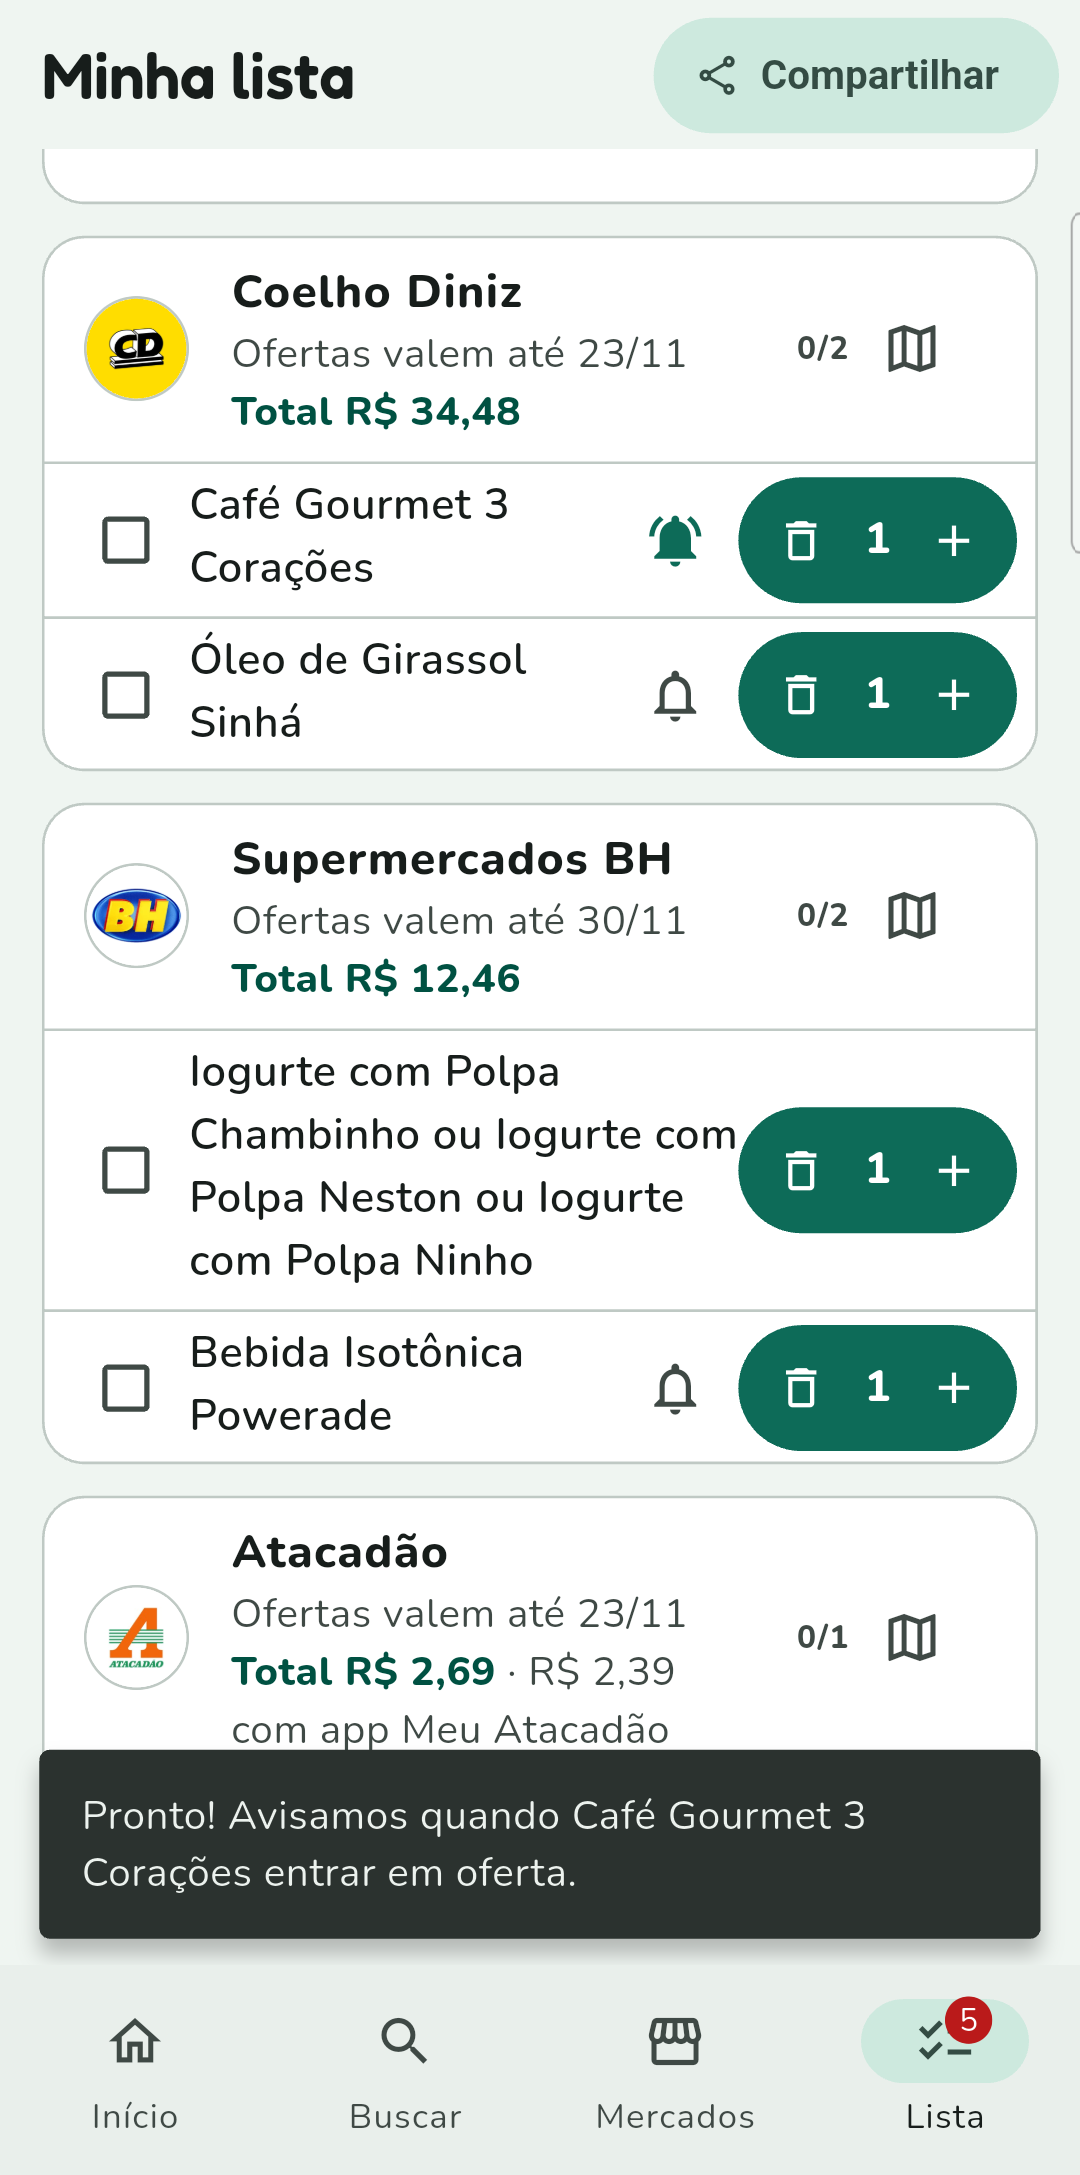 Minha lista
Compartilhar
Coelho Diniz
Ofertas valem até 23/11
Total R$ 34,48
0/2
CD
Café Gourmet 3
Corações
1
Óleo de Girassol
Sinhá
1
Supermercados BH
Ofertas valem até 30/11
Total R$ 12,46
0/2
BH
Iogurte com Polpa
Chambinho ou Iogurte com
Polpa Neston ou Iogurte
com Polpa Ninho
1
Bebida Isotônica
Powerade
1
Atacadão
Ofertas valem até 23/11
Total R$ 2,69 · R$ 2,39
com app Meu Atacadão
0/1
A
ATACADÃO
Pronto! Avisamos quando Café Gourmet 3
Corações entrar em oferta.
Início
Buscar
Mercados
5
Lista